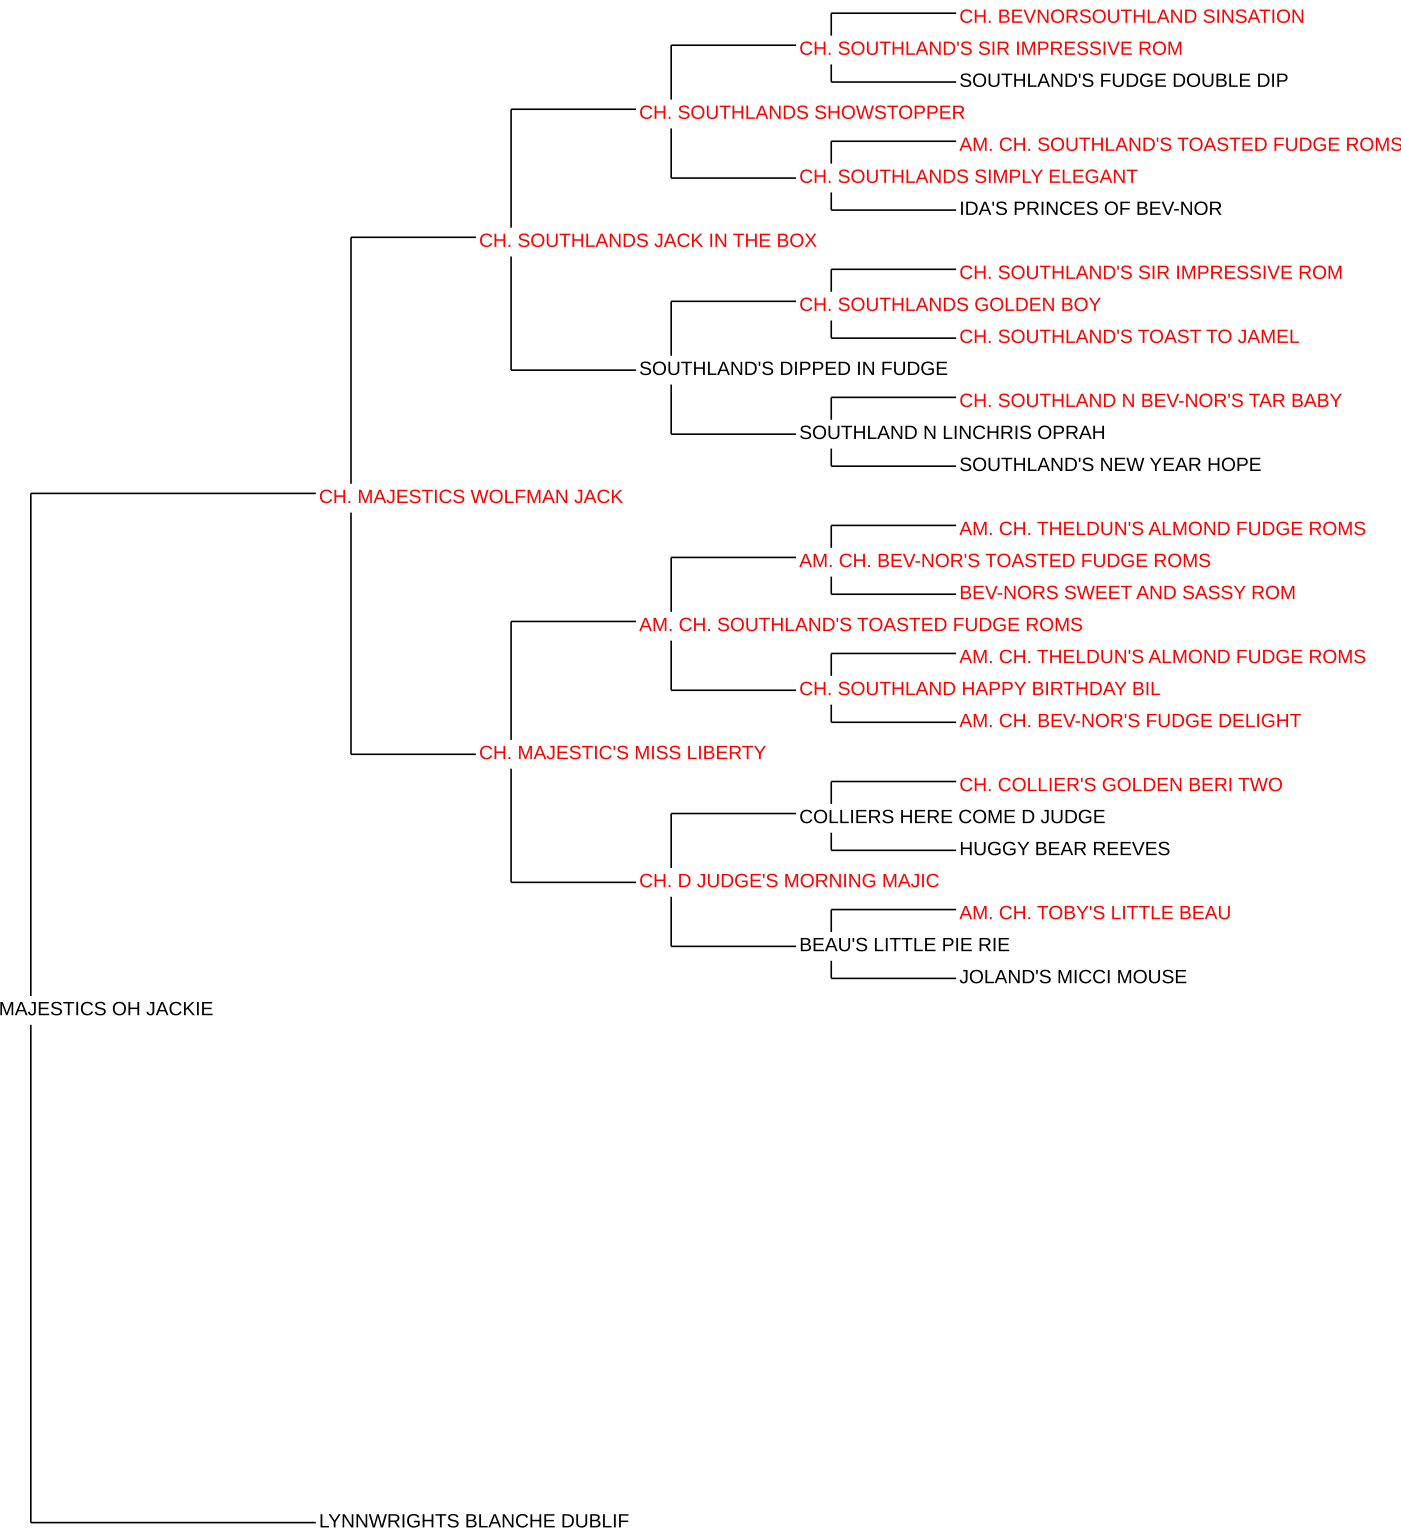 CH. BEVNORSOUTHLAND SINSATION
CH. SOUTHLAND'S SIR IMPRESSIVE ROM
SOUTHLAND'S FUDGE DOUBLE DIP
CH. SOUTHLANDS SHOWSTOPPER
AM. CH. SOUTHLAND'S TOASTED FUDGE ROMS
CH. SOUTHLANDS SIMPLY ELEGANT
IDA'S PRINCES OF BEV-NOR
CH. SOUTHLANDS JACK IN THE BOX
CH. SOUTHLAND'S SIR IMPRESSIVE ROM
CH. SOUTHLANDS GOLDEN BOY
CH. SOUTHLAND'S TOAST TO JAMEL
SOUTHLAND'S DIPPED IN FUDGE
CH. SOUTHLAND N BEV-NOR'S TAR BABY
SOUTHLAND N LINCHRIS OPRAH
SOUTHLAND'S NEW YEAR HOPE
CH. MAJESTICS WOLFMAN JACK
AM. CH. THELDUN'S ALMOND FUDGE ROMS
AM. CH. BEV-NOR'S TOASTED FUDGE ROMS
BEV-NORS SWEET AND SASSY ROM
AM. CH. SOUTHLAND'S TOASTED FUDGE ROMS
AM. CH. THELDUN'S ALMOND FUDGE ROMS
CH. SOUTHLAND HAPPY BIRTHDAY BIL
AM. CH. BEV-NOR'S FUDGE DELIGHT
CH. MAJESTIC'S MISS LIBERTY
CH. COLLIER'S GOLDEN BERI TWO
COLLIERS HERE COME D JUDGE
HUGGY BEAR REEVES
CH. D JUDGE'S MORNING MAJIC
AM. CH. TOBY'S LITTLE BEAU
BEAU'S LITTLE PIE RIE
JOLAND'S MICCI MOUSE
MAJESTICS OH JACKIE
LYNNWRIGHTS BLANCHE DUBLIF